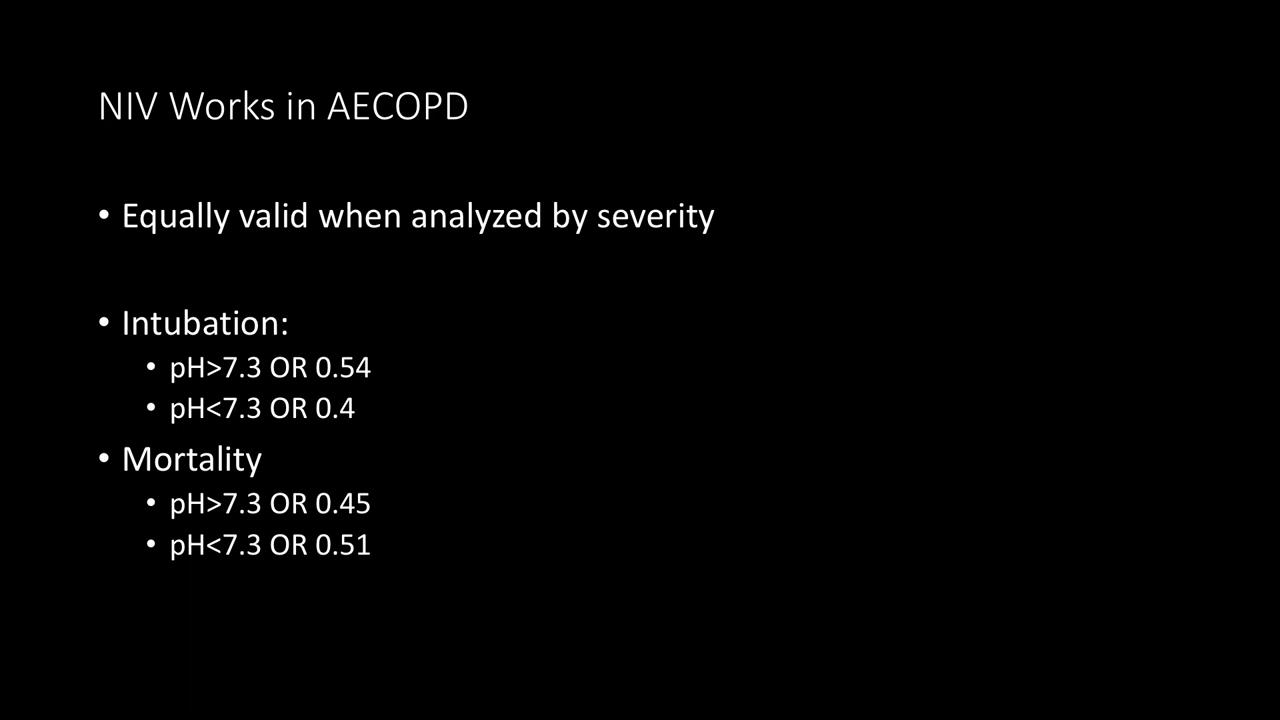 NIV Works in AECOPD
• Equally valid when analyzed by severity
• Intubation:
• pH>7.3 OR 0.54
• pH<7.3 OR 0.4
• Mortality
• pH>7.3 OR 0.45
• pH<7.3 OR 0.51